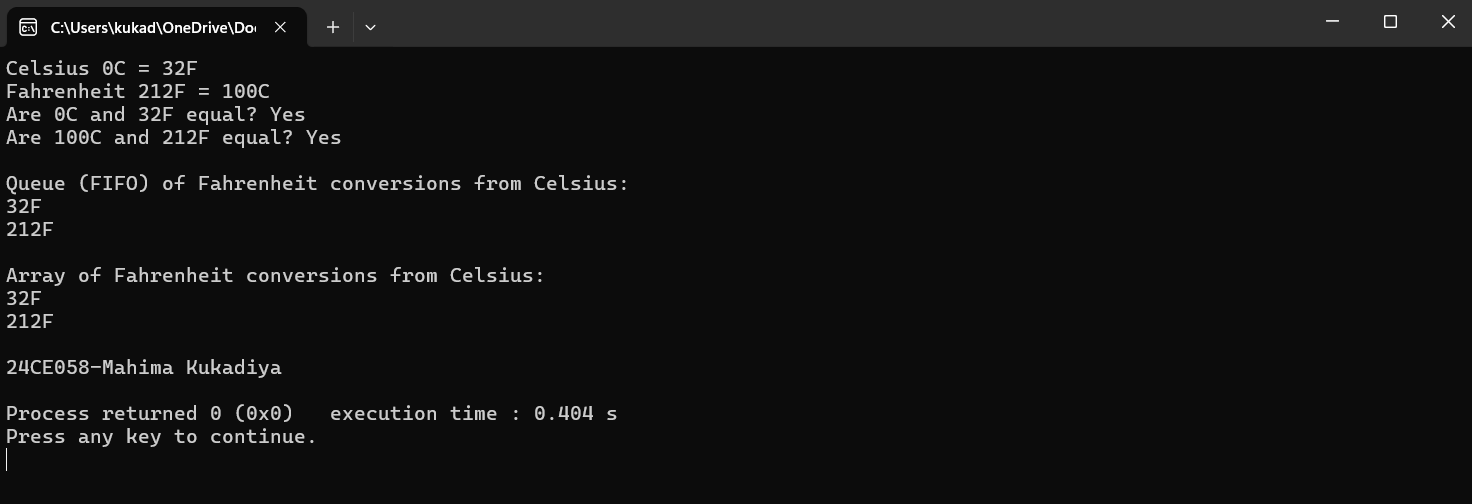 C:\Users\kukad\OneDrive\Do
Celsius 0C = 32F
Fahrenheit 212F = 100C
Are 0C and 32F equal? Yes
Are 100C and 212F equal? Yes
Queue (FIFO) of Fahrenheit conversions from Celsius:
32F
212F
Array of Fahrenheit conversions from Celsius:
32F
212F
24CE058-Mahima Kukadiya
Process returned 0 (0x0)   execution time : 0.404 s
Press any key to continue.